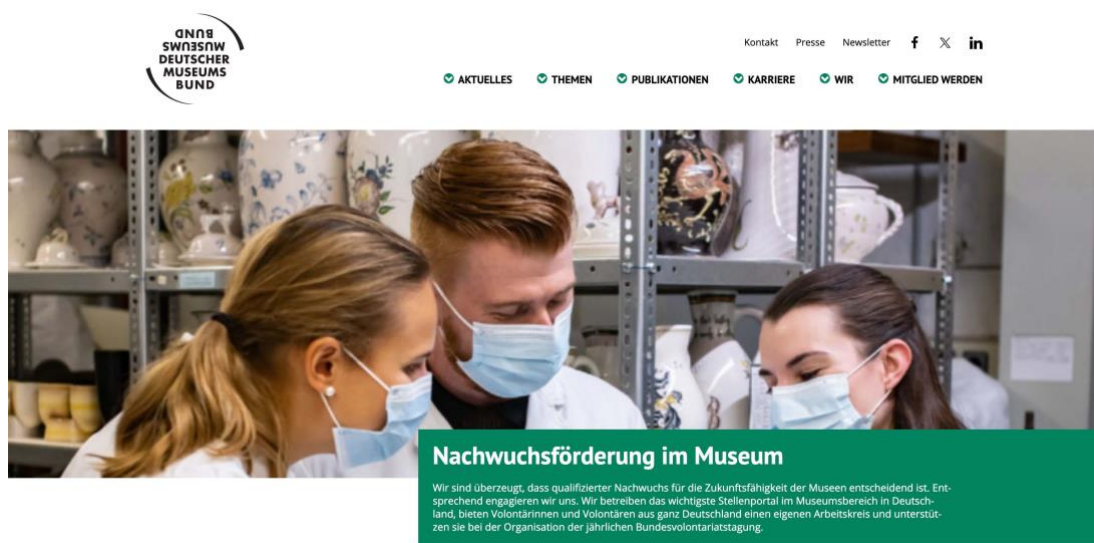 BUND
MUSEUMS
DEUTSCHER
MUSEUMS
BUND
Kontakt Presse Newsletter
AKTUELLES THEMEN PUBLIKATIONEN KARRIERE WIR MITGLIED WERDEN
Nachwuchsförderung im Museum
Wir sind überzeugt, dass qualifizierter Nachwuchs für die Zukunftsfähigkeit der Museen entscheidend ist. Ent-
sprechend engagieren wir uns. Wir betreiben das wichtigste Stellenportal im Museumsbereich in Deutsch-
land, bieten Volontärinnen und Volontären aus ganz Deutschland einen eigenen Arbeitskreis und unterstüt-
zen sie bei der Organisation der jährlichen Bundesvolontariatstagung.